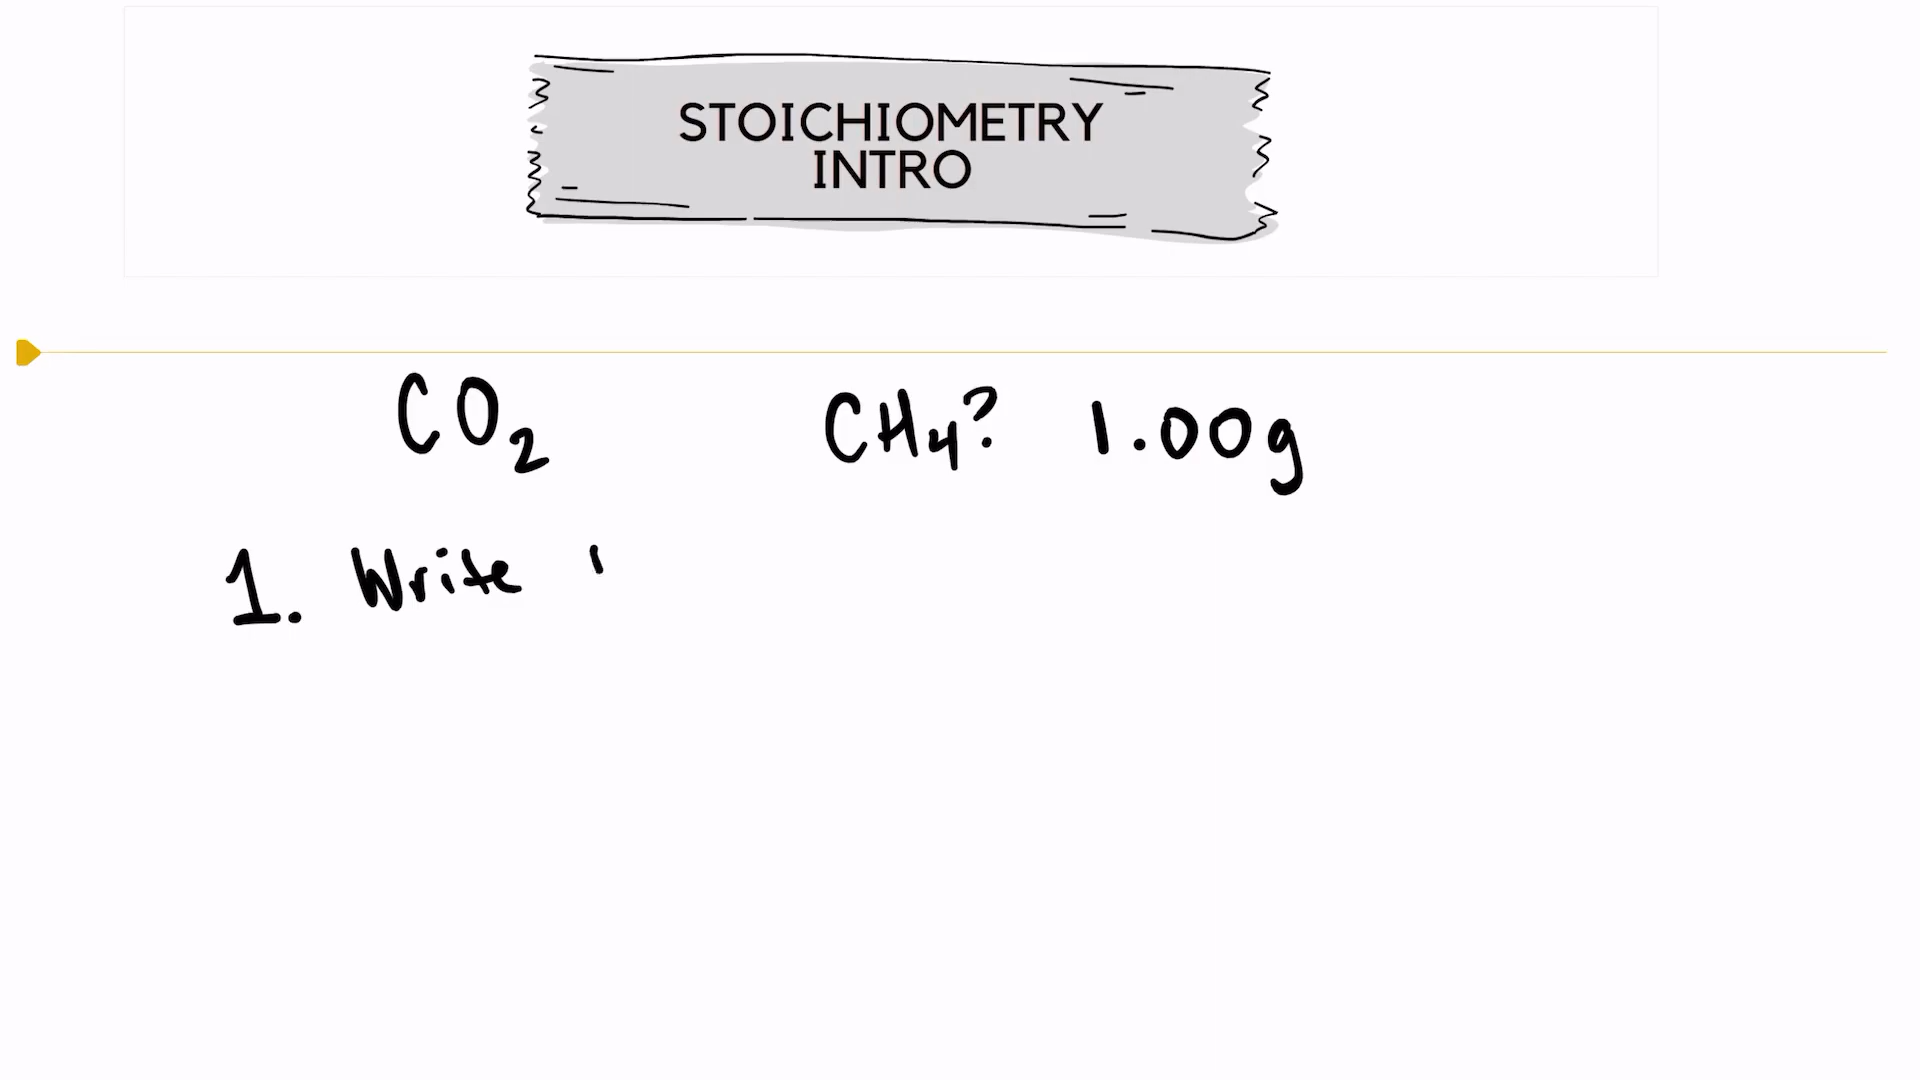 STOICHIOMETRY
INTRO
CO₂ CH₄? 1.00g
1. Write